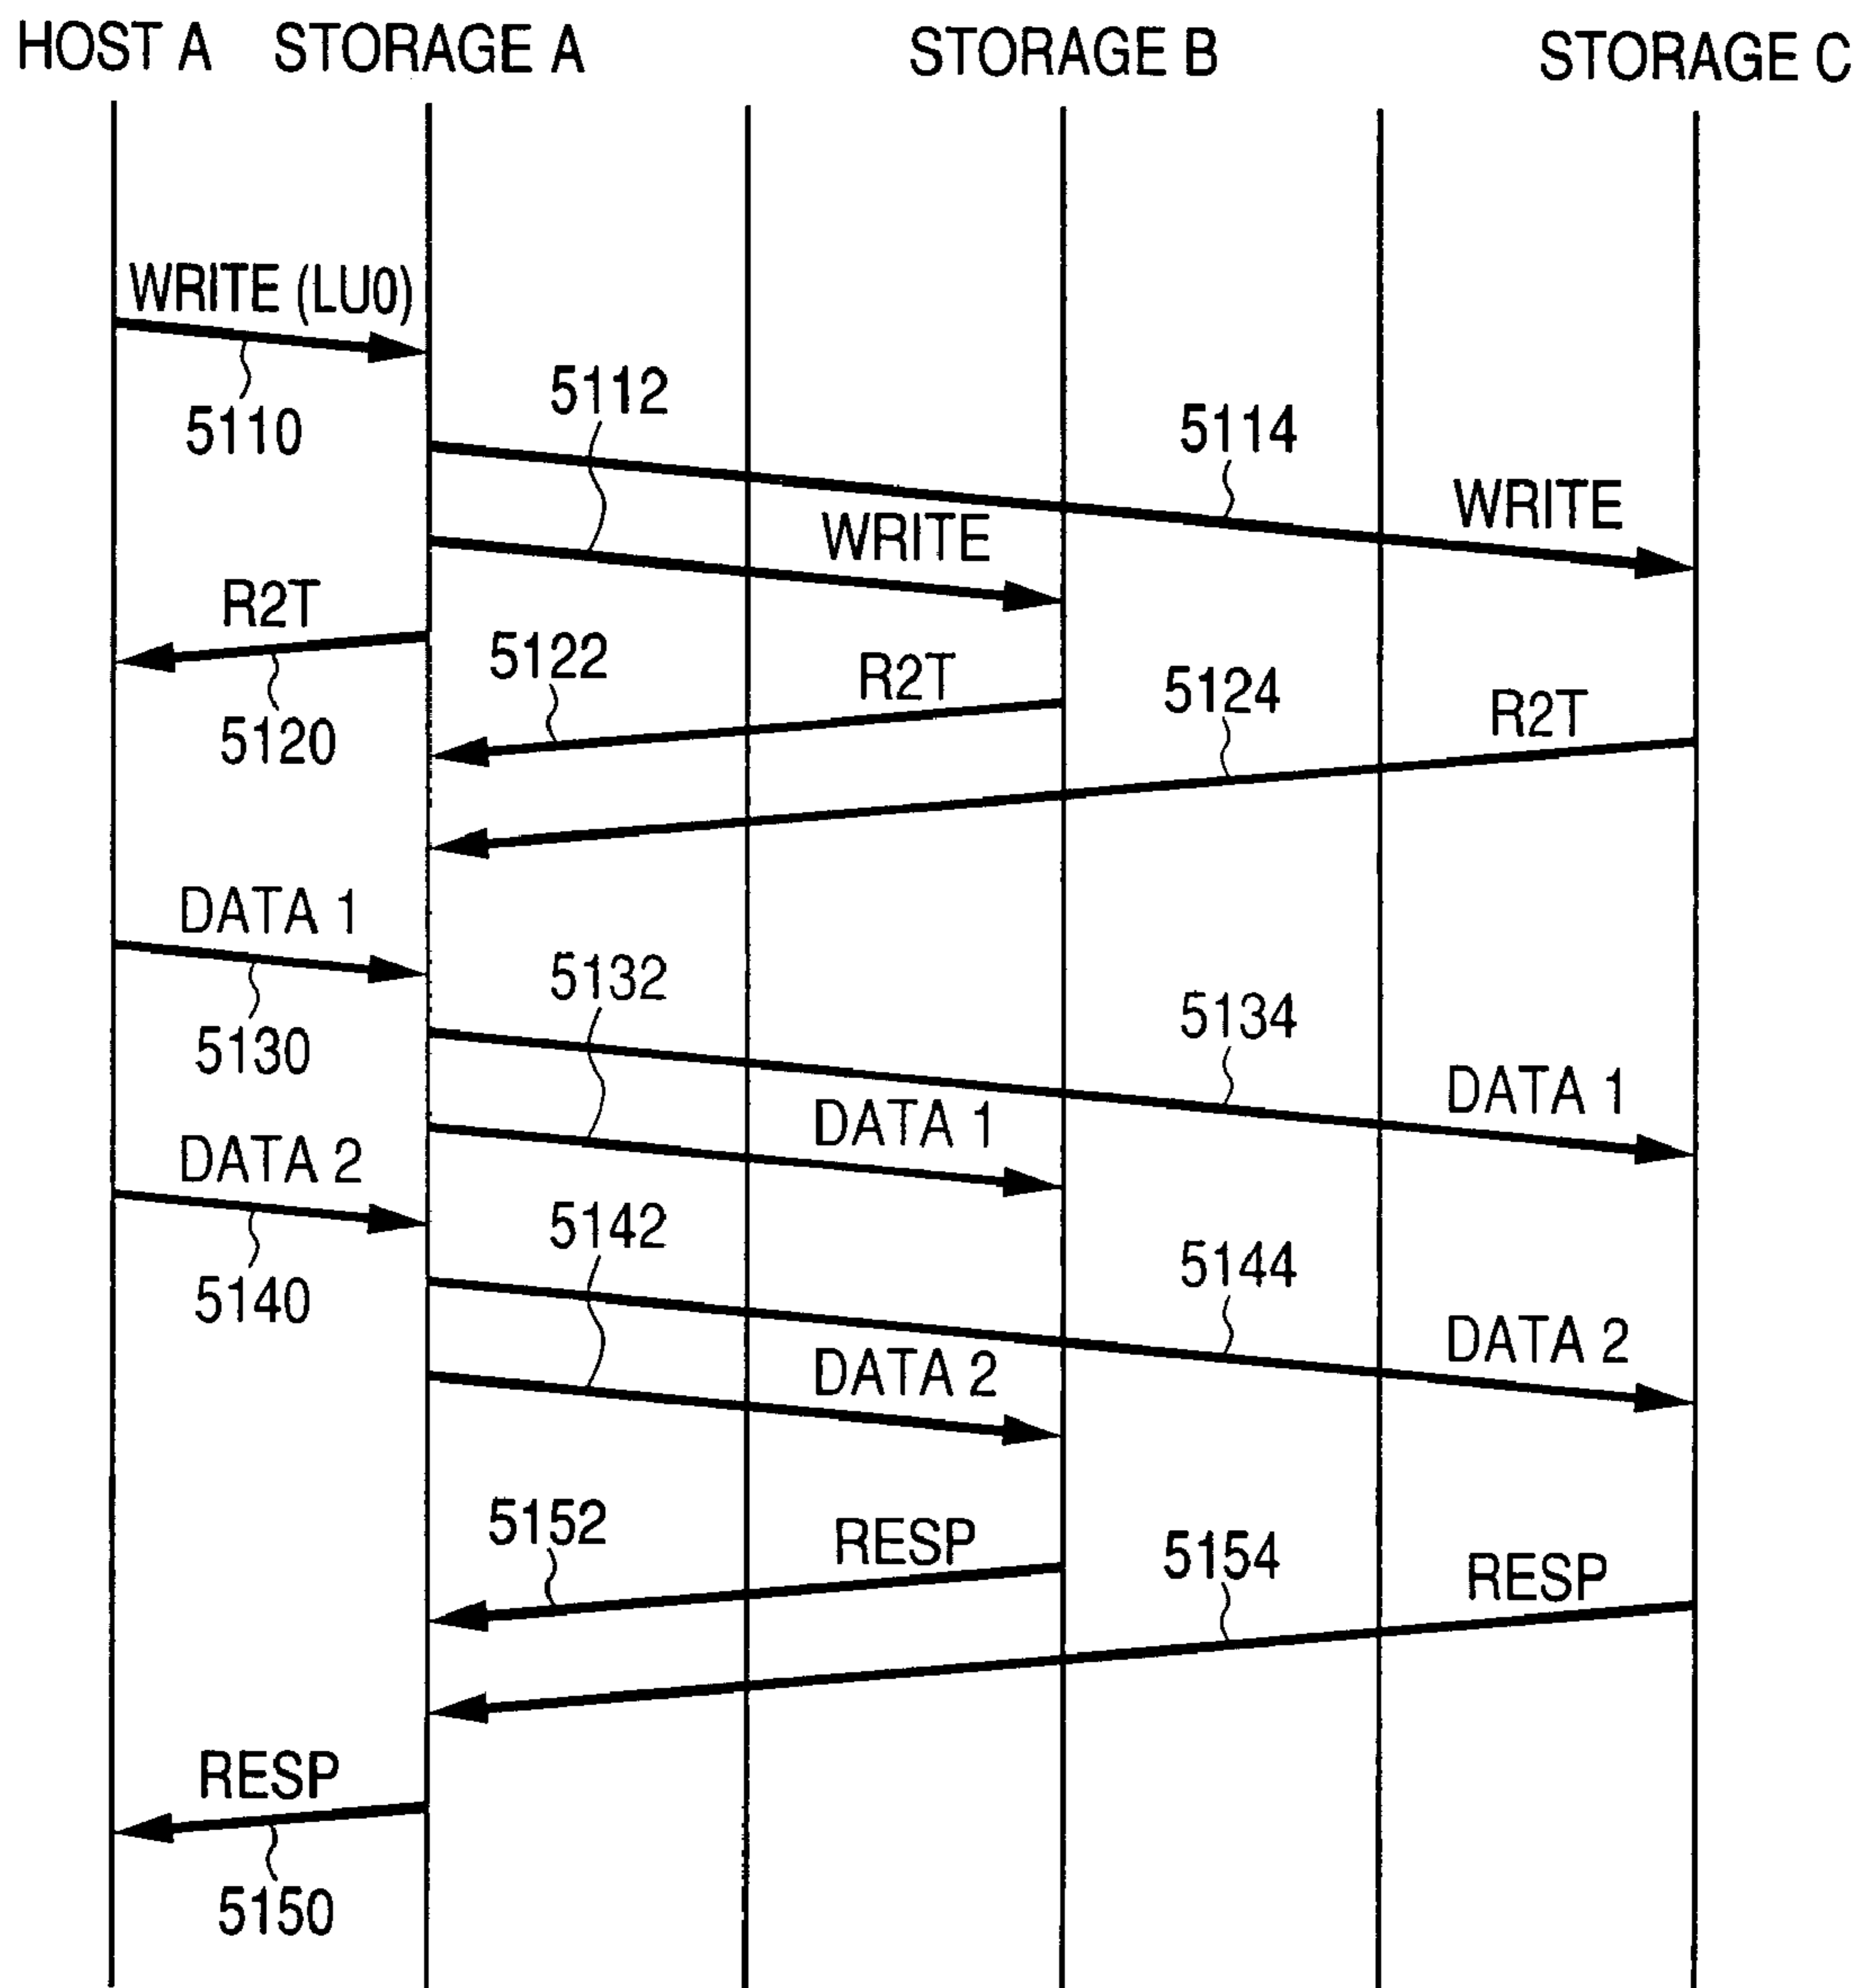 HOST A STORAGE A STORAGE B STORAGE C
WRITE (LU0)
5110
5112
5114
WRITE
WRITE
R2T
5120
5122
R2T
5124
R2T
DATA 1
5130
5132
5134
DATA 1
DATA 1
DATA 2
5140
5142
5144
DATA 2
DATA 2
5152
RESP
5154
RESP
RESP
5150